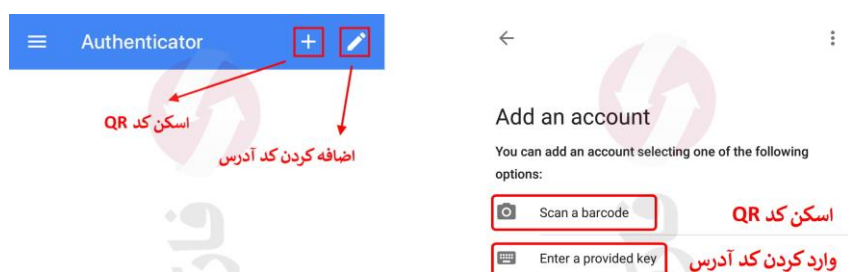 Authenticator
اسکن کد QR
اضافه کردن کد آدرس
Add an account
You can add an account selecting one of the following
options:
Scan a barcode
اسکن کد QR
Enter a provided key
وارد کردن کد آدرس